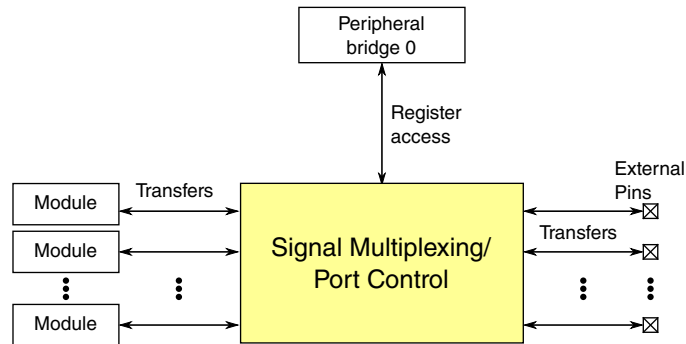 Peripheral
bridge 0
Register
access
External
Pins
Module
Transfers
Transfers
Module
Signal Multiplexing/
Port Control
Module